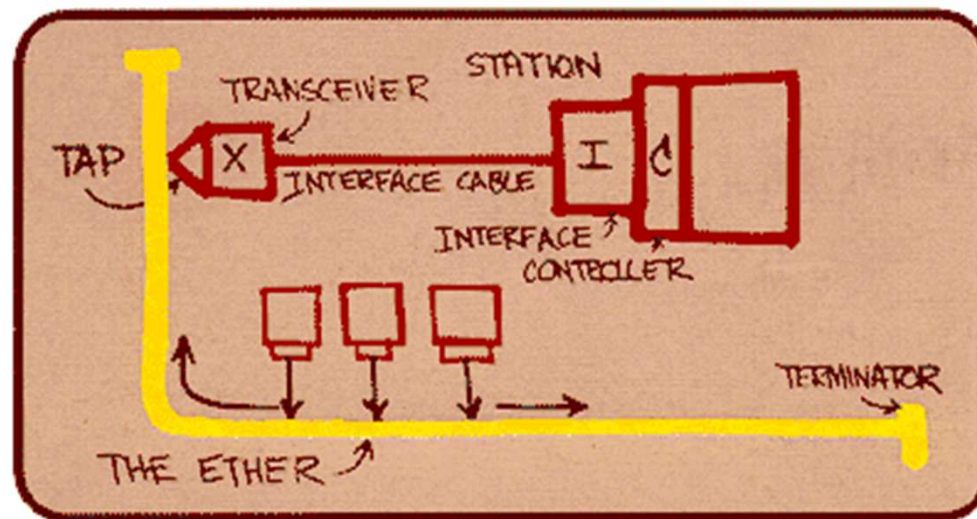 STATION
TRANSCEIVER
TAP
X
I
C
INTERFACE CABLE
INTERFACE
CONTROLLER
TERMINATOR
THE ETHER